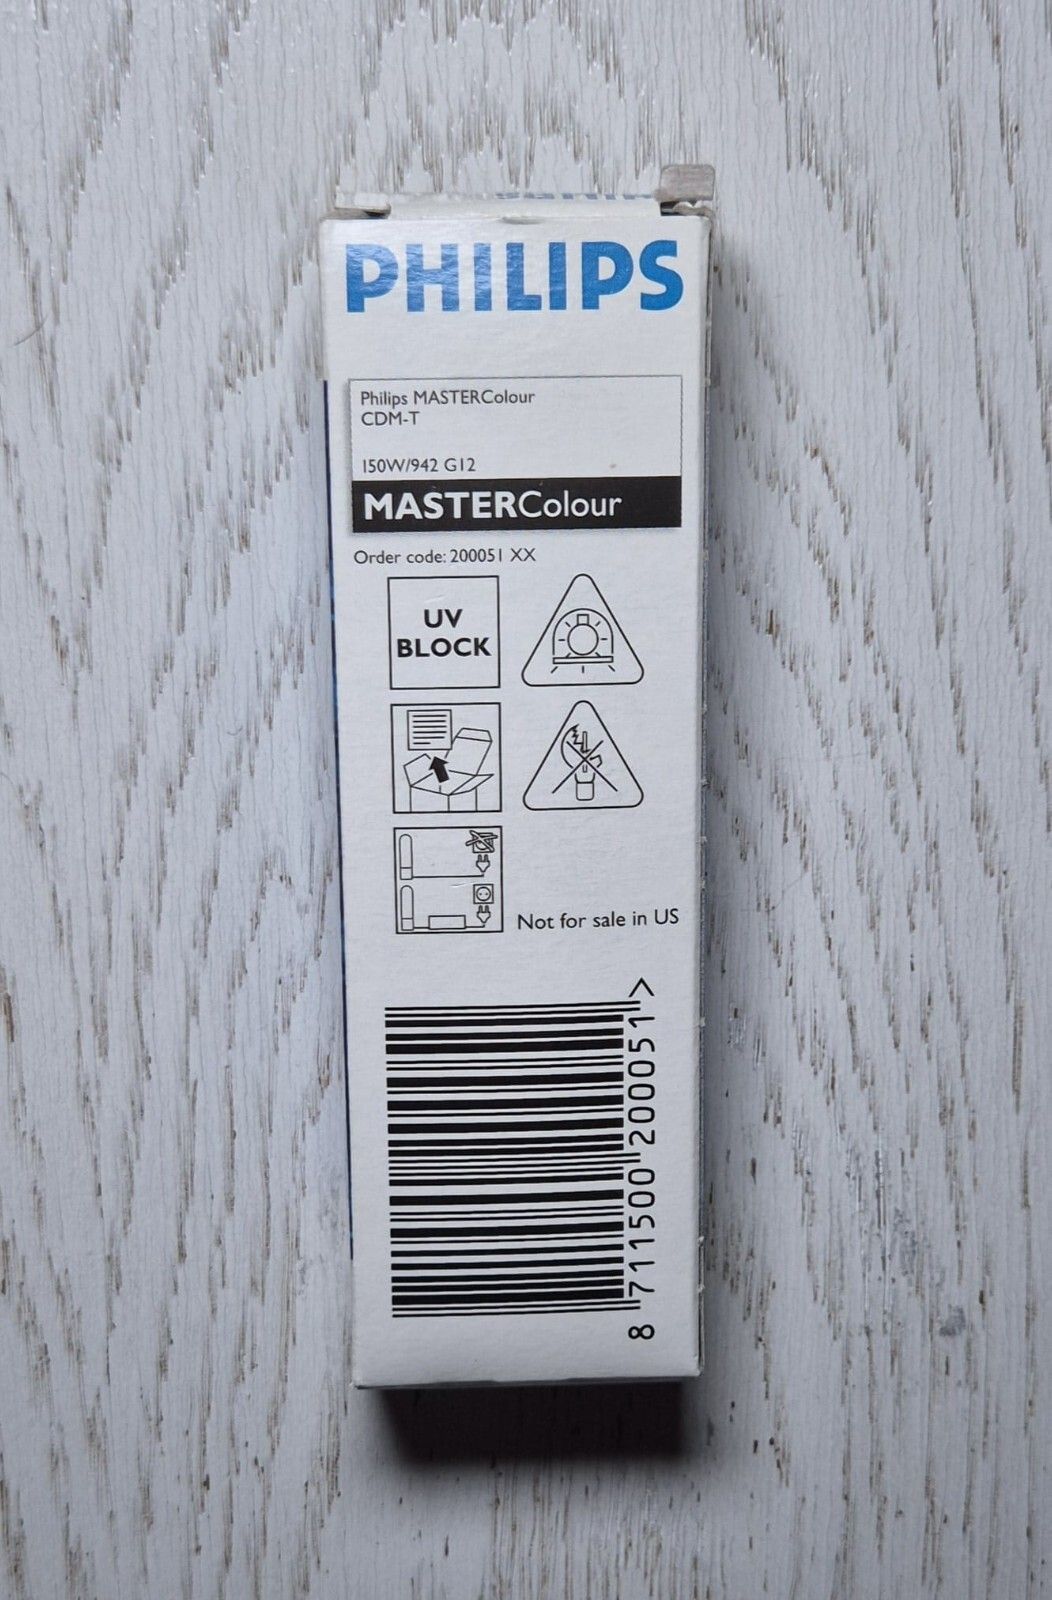 PHILIPS
Philips MASTERColour
CDM-T
150W/942 G12
MASTERColour
Order code: 200051 XX
UV
BLOCK
Not for sale in US
8 711500 200051 >